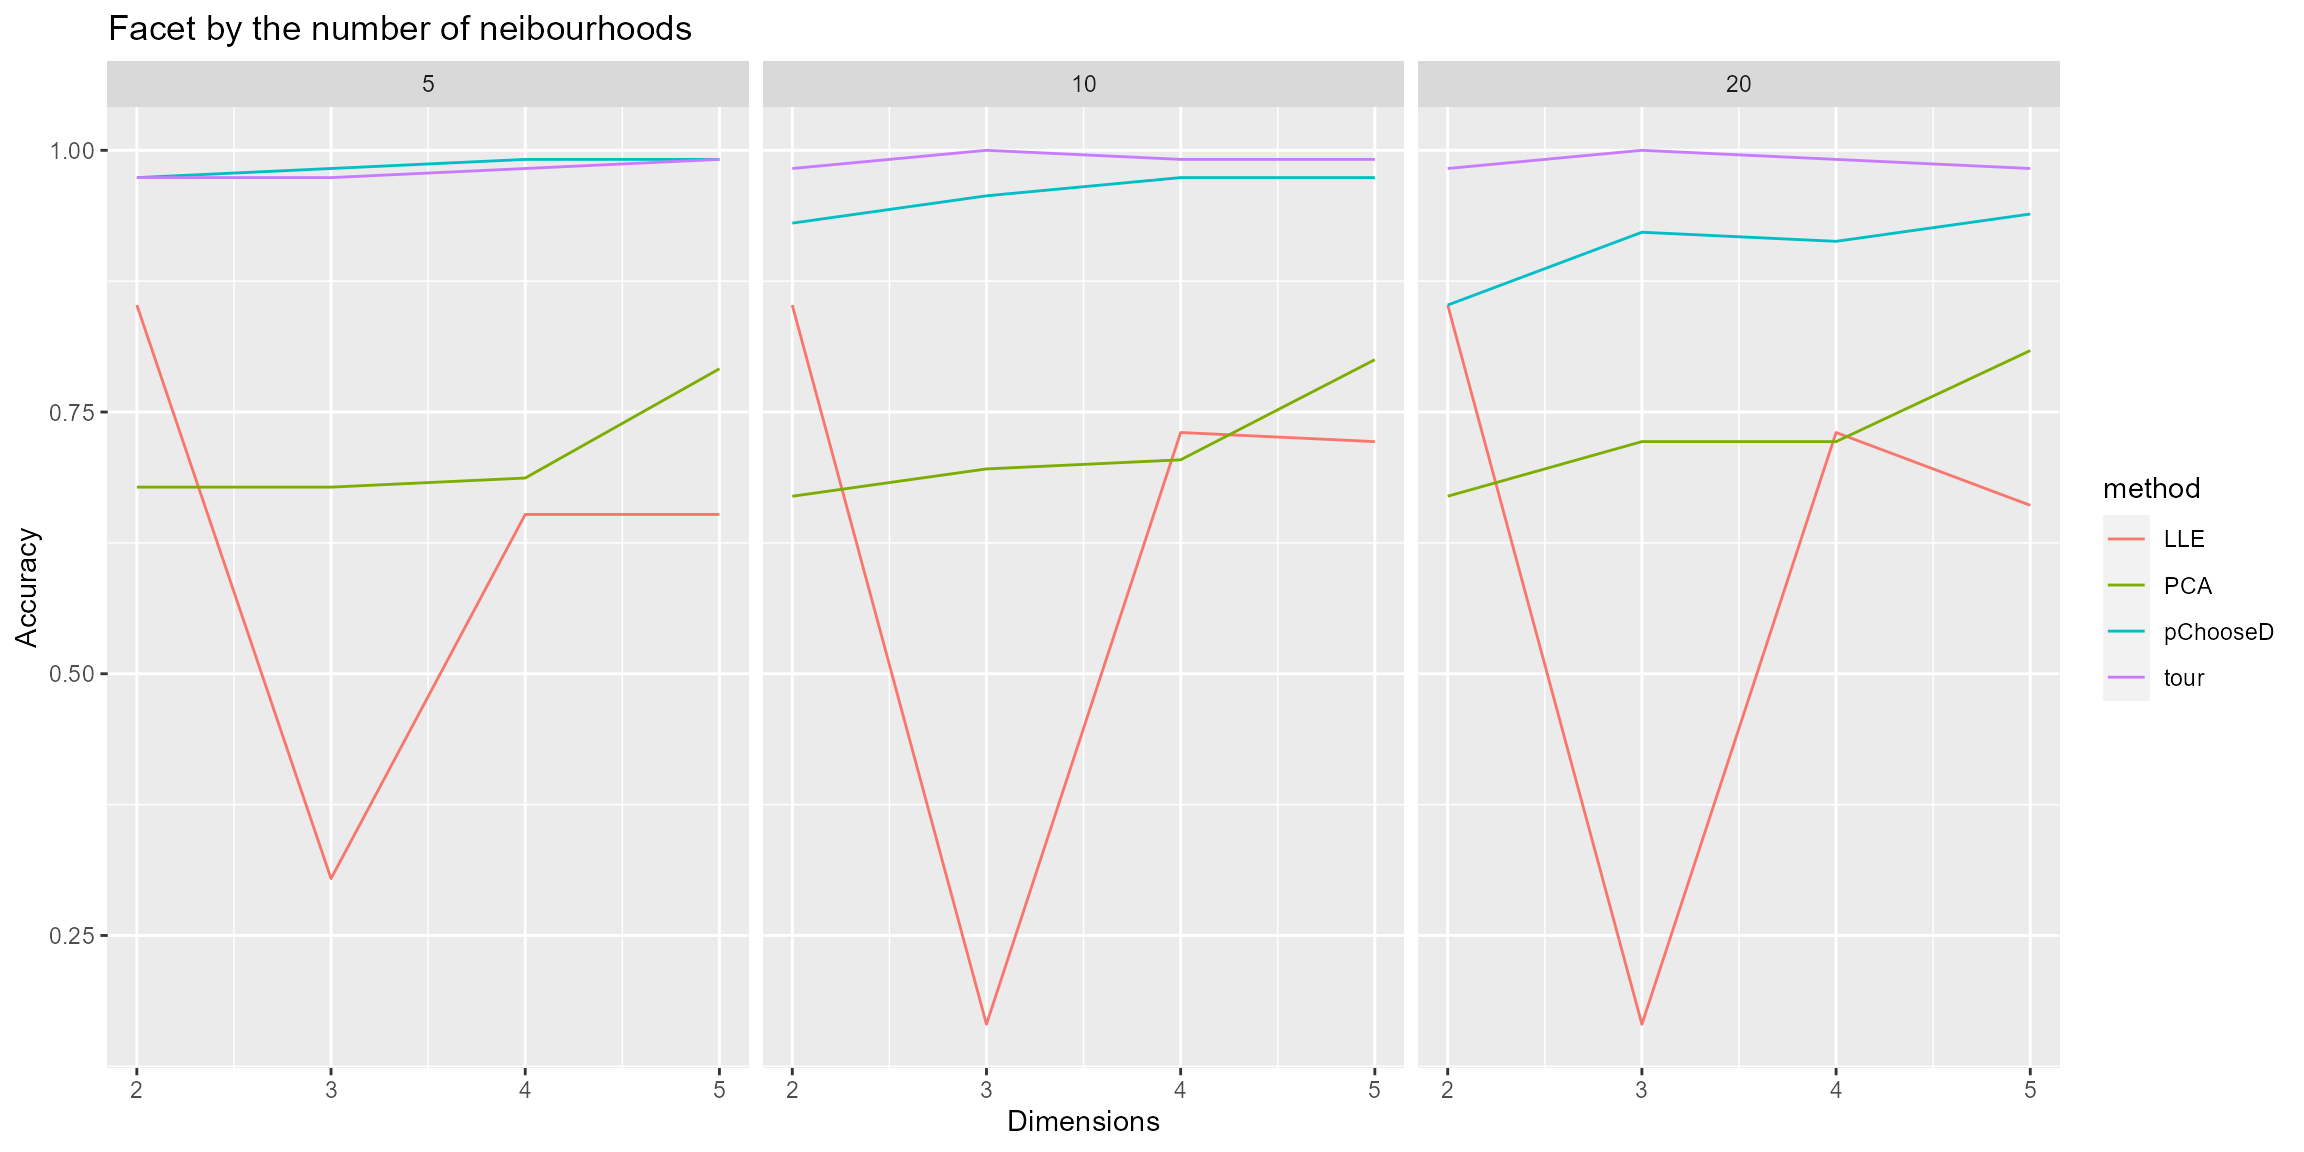 Facet by the number of neibourhoods
5
10
20
1.00
0.75
0.50
0.25
Accuracy
2 3 4 5
2 3 4 5
2 3 4 5
Dimensions
method
LLE
PCA
pChooseD
tour